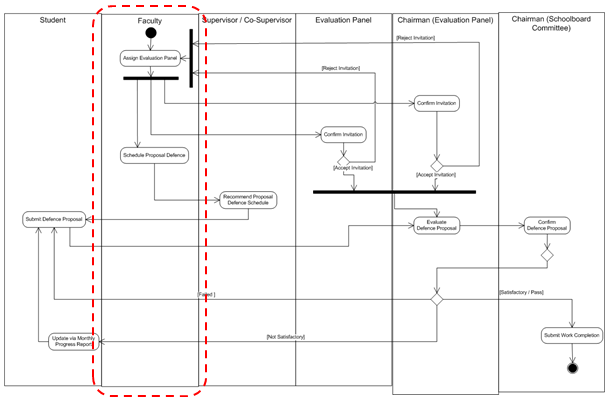 Student
Faculty
Supervisor / Co-Supervisor
Evaluation Panel
Chairman (Evaluation Panel)
Chairman (Schoolboard
Committee)
[Reject Invitation]
Assign Evaluation Panel
[Reject Invitation]
Confirm Invitation
Confirm Invitation
Schedule Proposal Defence
[Accept Invitation]
[Accept Invitation]
Recommend Proposal
Defence Schedule
Submit Defence Proposal
Evaluate
Defence Proposal
Confirm
Defence Proposal
[Failed ]
[Satisfactory / Pass]
Update via Monthly
Progress Report
[Not Satisfactory]
Submit Work Completion